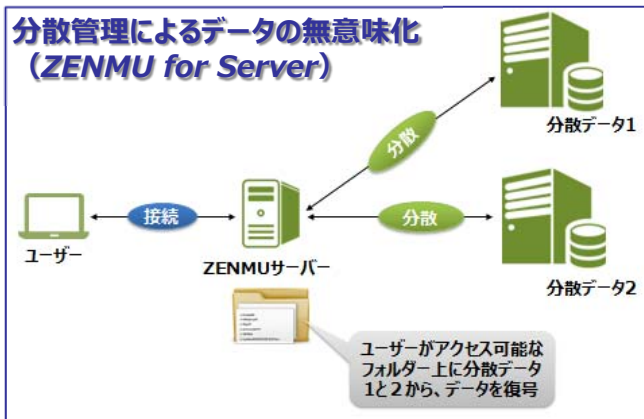 分散管理によるデータの無意味化
（ZENMU for Server）
分散
分散データ1
接続
分散
ユーザー
ZENMUサーバー
分散データ2
ユーザーがアクセス可能な
フォルダー上に分散データ
1と2から、データを復号